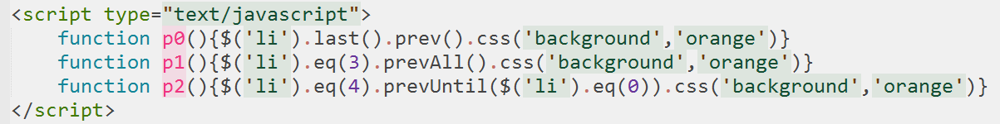 <script type="text/javascript">
    function p0(){$('li').last().prev().css('background','orange')}
    function p1(){$('li').eq(3).prevAll().css('background','orange')}
    function p2(){$('li').eq(4).prevUntil($('li').eq(0)).css('background','orange')}
</script>